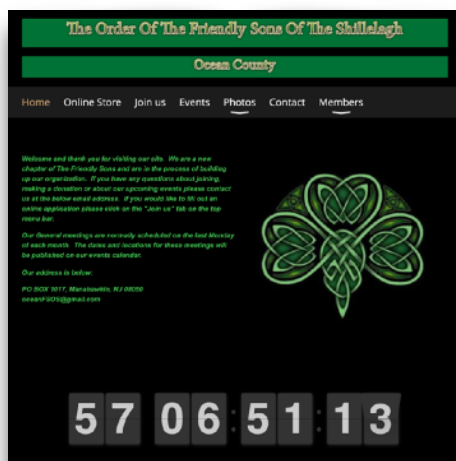 The Order Of The Friendly Sons Of The Shillelagh
Ocean County
Home Online Store Join us Events Photos Contact Members
Welcome and thank you for visiting our site. We are a new
chapter of The Friendly Sons and are in the process of building
up our organization. If you have any questions about joining,
making a donation or about our upcoming events please contact
us at the below email address. If you would like to fill out an
online application please click on the "Join us" tab on the top
menu bar.
Our General meetings are normally scheduled on the last Monday
of each month. The dates and locations for these meetings will
be published on our events calendar.
Our address is below:
PO BOX 1017, Manahawkin, NJ 08050
oceanFSOS@gmail.com
57 06:51:13